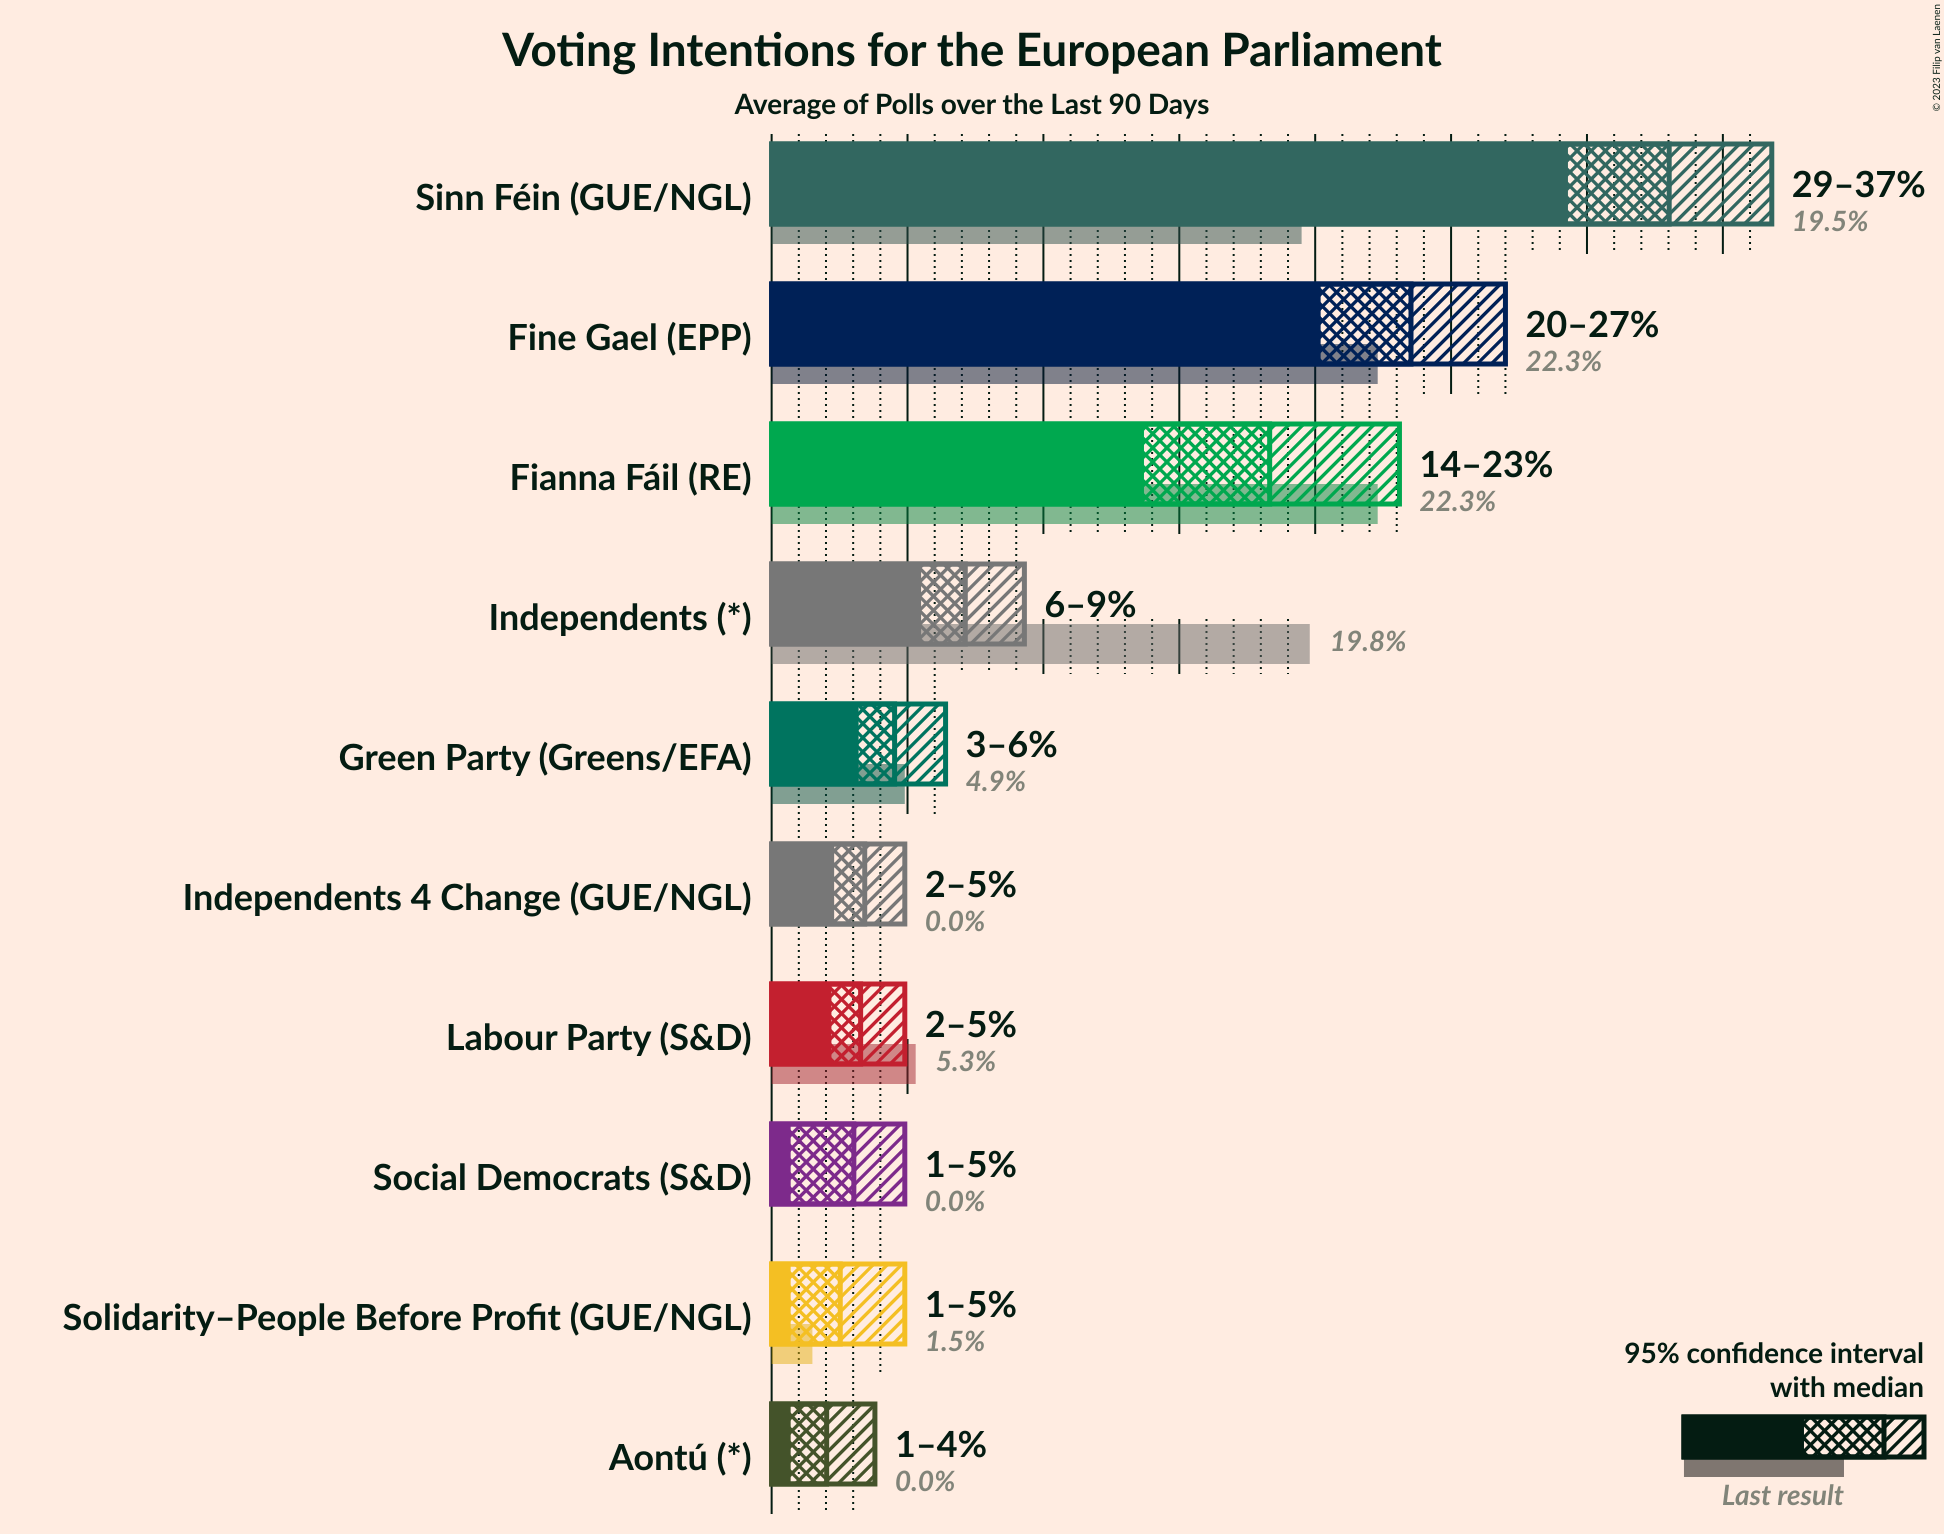 Voting Intentions for the European Parliament
Average of Polls over the Last 90 Days
© 2023 Filip van Laenen
Sinn Féin (GUE/NGL)
29–37%
19.5%
Fine Gael (EPP)
20–27%
22.3%
Fianna Fáil (RE)
14–23%
22.3%
Independents (*)
6–9%
19.8%
Green Party (Greens/EFA)
3–6%
4.9%
Independents 4 Change (GUE/NGL)
2–5%
0.0%
Labour Party (S&D)
2–5%
5.3%
Social Democrats (S&D)
1–5%
0.0%
Solidarity–People Before Profit (GUE/NGL)
1–5%
1.5%
Aontú (*)
1–4%
0.0%
95% confidence interval
with median
Last result